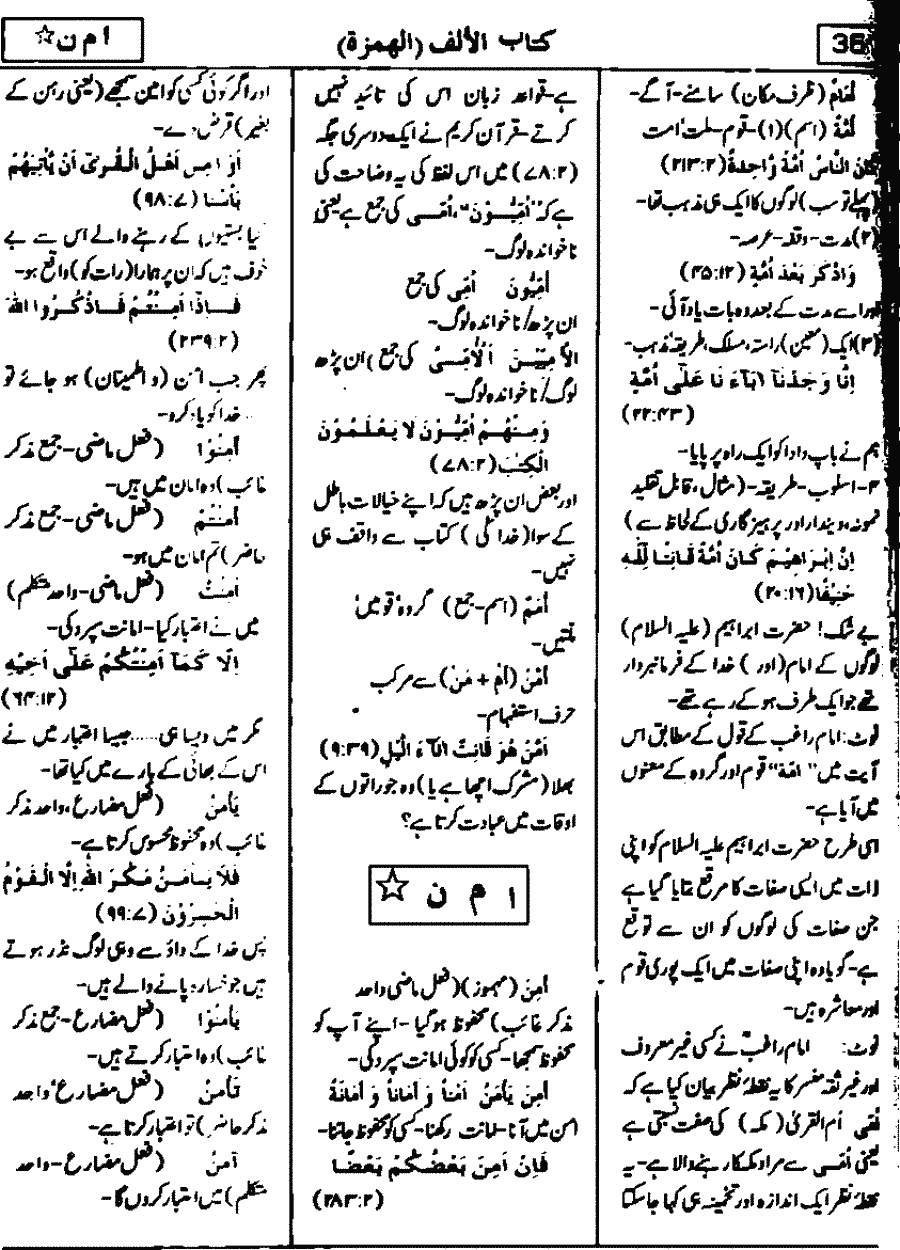 36
كتاب الألف (الهمزة)
ا م ن ☆
اَمَامُ (ظرف مکان) سامنے-آگے-
اُمَّةٌ (اسم)(۱)-قوم-ملت'امت
كَانَ النَّاسُ اُمَّةً وَّاحِدَةً (۲۱۳:۲)
(پہلے تو سب) لوگوں کا ایک ہی مذہب تھا-
(۲) مدت-وقفہ-عرصہ-
وَادَّكَرَ بَعْدَ اُمَّةٍ (۴۵:۱۲)
اور اسے مدت کے بعد وہ بات یاد آئی-
(۳) ایک (معین) راستہ، مسلک، طریقہ' مذہب-
اِنَّا وَجَدْنَا اٰبَآءَ نَا عَلٰٓى اُمَّةٍ
(۲۲:۴۳)
ہم نے باپ دادا کو ایک راہ پر پایا-
۴-اسلوب-طریقہ-(مثال، قابل تقلید
نمونہ، دیندار اور پرہیزگاری کے لحاظ سے)
اِنَّ اِبْرَاهِيْمَ كَانَ اُمَّةً قَانِتًا لِّلّٰهِ
حَنِيْفًا (۲۰:۱۶)
بے شک! حضرت ابراہیم (علیہ السلام)
لوگوں کے امام (اور) خدا کے فرمانبردار
تھے جو ایک طرف ہو کے رہے تھے-
نوٹ: امام راغب کے قول کے مطابق اس
آیت میں "امّة" قوم اور گروہ کے معنوں
میں آیا ہے-
اسی طرح حضرت ابراہیم علیہ السلام کو اپنی
ذات میں ایسی صفات کا مرقع بتایا گیا ہے
جن صفات کی لوگوں کو ان سے توقع
ہے-گویا وہ اپنی صفات میں ایک پوری قوم
اور معاشرہ ہیں-
نوٹ: امام راغبؒ نے کسی غیر معروف
اور غیر ثقہ مفسر کا یہ نقطۂ نظر بیان کیا ہے کہ
اُمّی اُم القریٰ (مکہ) کی صفت نسبتی ہے
یعنی اُمّی سے مراد مکہ کا رہنے والا ہے-یہ
نقطۂ نظر ایک اندازہ اور تخمینہ ہی کہا جا سکتا
ہے-قواعد زبان اس کی تائید نہیں
کرتے-قرآن کریم نے ایک دوسری جگہ
(۷۸:۲) میں اس لفظ کی یہ وضاحت کی
ہے کہ "اُمِّيُّوْنَ"، اُمّی کی جمع ہے یعنی
ناخواندہ لوگ-
اُمِّيُّونَ اُمّی کی جمع
ان پڑھ/ناخواندہ لوگ-
الاُمِّيِّيْنَ اَلْاُمِّيُّ کی جمع) ان پڑھ
لوگ/ناخواندہ لوگ-
وَمِنْهُمْ اُمِّيُّوْنَ لَا يَعْلَمُوْنَ
الْكِتٰبَ (۷۸:۲)
اور بعض ان پڑھ ہیں کہ اپنے خیالات باطل
کے سوا (خدا کی) کتاب سے واقف ہی
نہیں-
اُمَمٌ (اسم-جمع) گروہ' قومیں'
ملتیں-
اَمَّنْ (اَمْ + مَنْ) سے مرکب
حرف استفہام-
اَمَّنْ هُوَ قَانِتٌ اٰنَآءَ الَّيْلِ (۹:۳۹)
بھلا (مشرک اچھا ہے یا) وہ جو راتوں کے
اوقات میں عبادت کرتا ہے؟
ا م ن ☆
اَمِنَ (مہموز) (فعل ماضی واحد
مذکر غائب) محفوظ ہو گیا-اپنے آپ کو
محفوظ سمجھا-کسی کو کوئی امانت سپرد کی-
اَمِنَ يَأْمَنُ اَمْنًا وَ اَمَانًا وَ اَمَانَةً
امن میں آنا-امانت رکھنا-کسی کو محفوظ جاننا-
فَاِنْ اَمِنَ بَعْضُكُمْ بَعْضًا
(۲۸۳:۲)
اور اگر کوئی کسی کو امین سمجھے (یعنی رہن کے
بغیر) قرض دے-
اَوَ اَمِنَ اَهْلُ الْقُرٰٓى اَنْ يَّأْتِيَهُمْ
بَأْسُنَا (۹۸:۷)
کیا بستیوں کے رہنے والے اس سے بے
خوف ہیں کہ ان پر ہمارا (رات کو) واقع ہو-
فَاِذَا اَمِنْتُمْ فَاذْكُرُوا اللّٰهَ
(۲۳۹:۲)
پھر جب امن (و اطمینان) ہو جائے تو
خدا کو یاد کرو-
اَمِنُوْا (فعل ماضی-جمع مذکر
غائب) وہ امان میں ہیں-
اَمِنْتُمْ (فعل ماضی-جمع مذکر
حاضر) تم امان میں ہو-
اَمِنْتُ (فعل ماضی-واحد متکلم)
میں نے اعتبار کیا-امانت سپرد کی-
اِلَّا كَمَآ اَمِنْتُكُمْ عَلٰٓى اَخِيْهِ
(۶۴:۱۲)
مگر میں ویسا ہی.....جیسا اعتبار میں نے
اس کے بھائی کے بارے میں کیا تھا-
يَأْمَنُ (فعل مضارع، واحد مذکر
غائب) وہ محفوظ محسوس کرتا ہے-
فَلَا يَأْمَنُ مَكْرَ اللّٰهِ اِلَّا الْقَوْمُ
الْخٰسِرُوْنَ (۹۹:۷)
پس خدا کے داؤ سے وہی لوگ نڈر ہوتے
ہیں جو خسارہ پانے والے ہیں-
يَأْمَنُوْا (فعل مضارع-جمع مذکر
غائب) وہ اعتبار کرتے ہیں-
تَأْمَنُ (فعل مضارع' واحد
مذکر حاضر) تو اعتبار کرتا ہے-
اٰمَنُ (فعل مضارع-واحد
متکلم) میں اعتبار کروں گا-